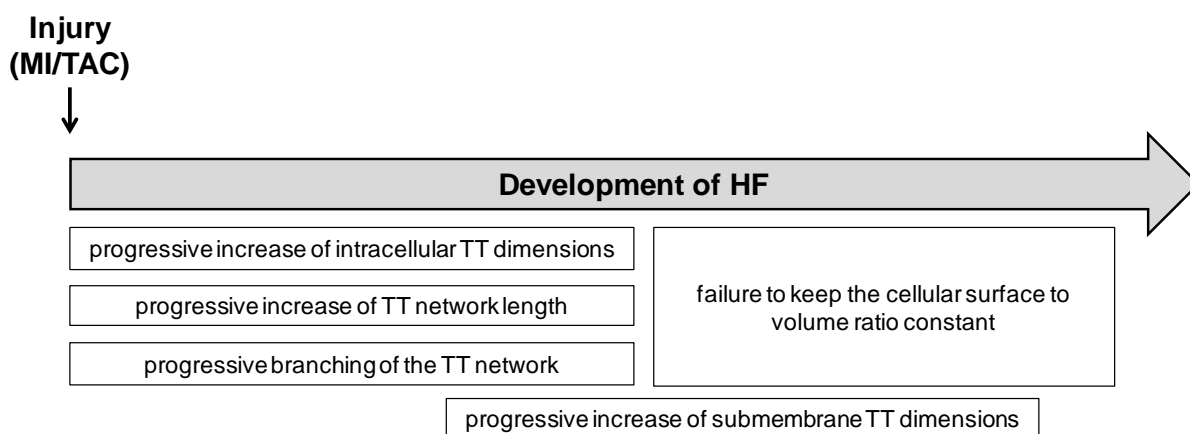 Injury
(MI/TAC)
Development of HF
progressive increase of intracellular TT dimensions
progressive increase of TT network length
progressive branching of the TT network
failure to keep the cellular surface to
volume ratio constant
progressive increase of submembrane TT dimensions